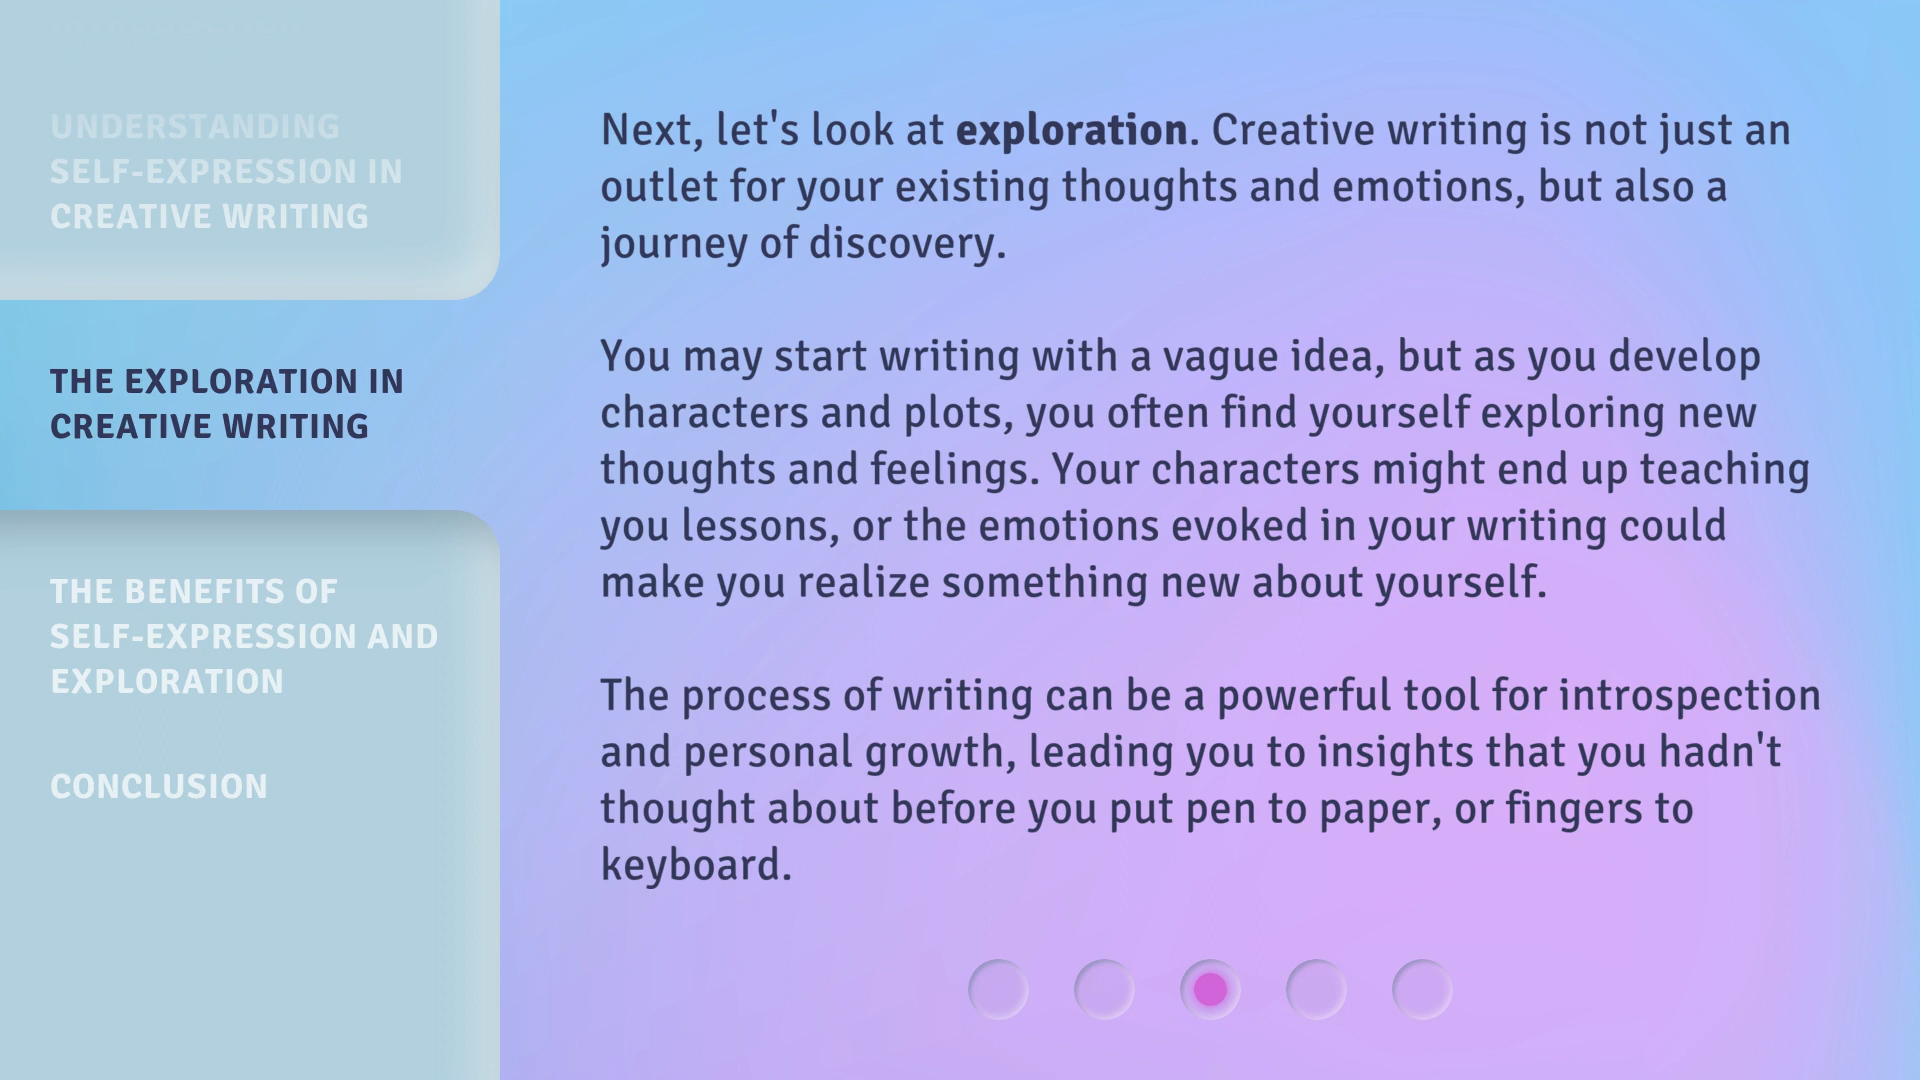 UNDERSTANDING
SELF-EXPRESSION IN
CREATIVE WRITING
THE EXPLORATION IN
CREATIVE WRITING
THE BENEFITS OF
SELF-EXPRESSION AND
EXPLORATION
CONCLUSION
Next, let's look at exploration. Creative writing is not just an
outlet for your existing thoughts and emotions, but also a
journey of discovery.
You may start writing with a vague idea, but as you develop
characters and plots, you often find yourself exploring new
thoughts and feelings. Your characters might end up teaching
you lessons, or the emotions evoked in your writing could
make you realize something new about yourself.
The process of writing can be a powerful tool for introspection
and personal growth, leading you to insights that you hadn't
thought about before you put pen to paper, or fingers to
keyboard.